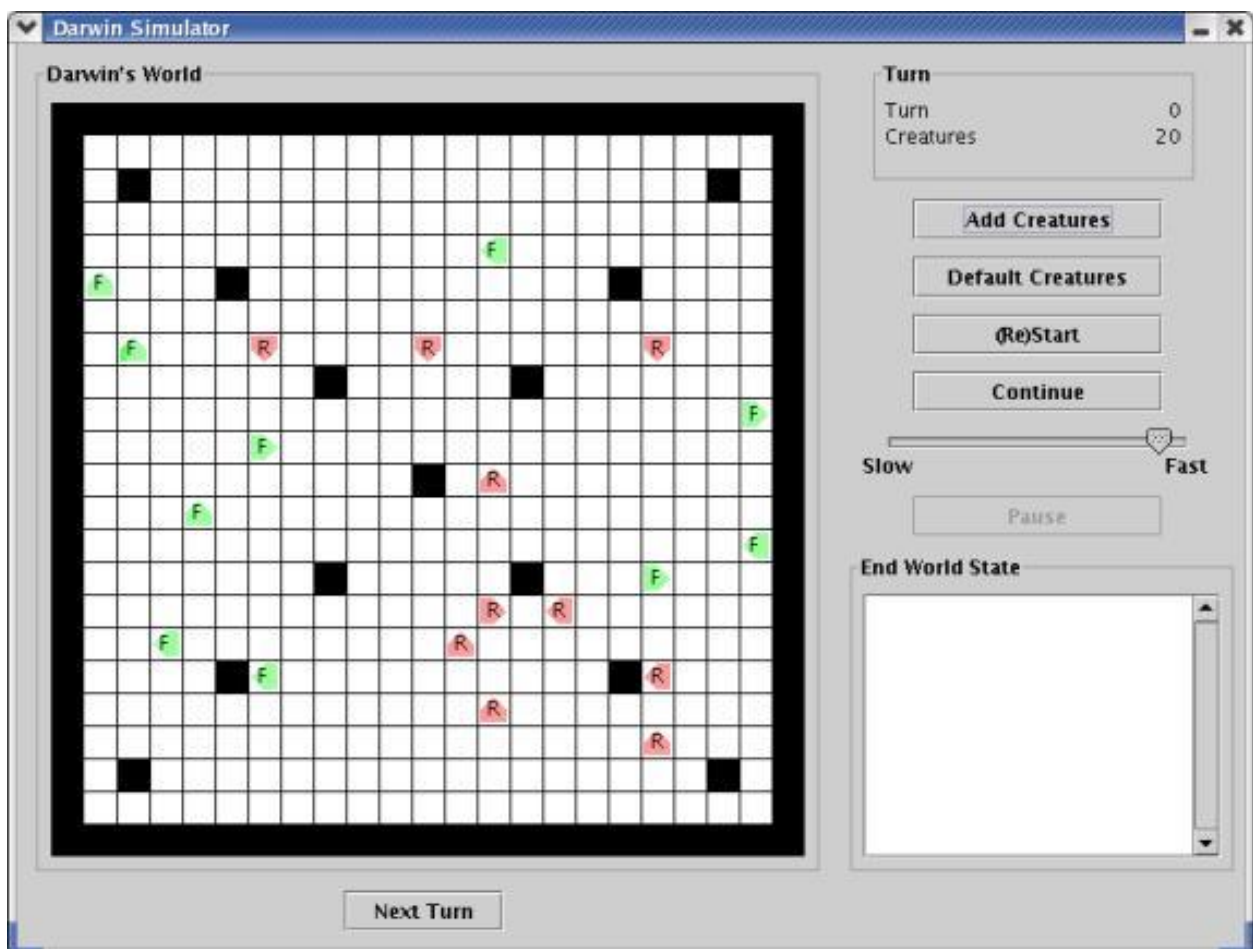 Darwin Simulator
Darwin's World
F
F
F R R R
F
F
R
F
F
F
R R
R
F
F R
R
R
Next Turn
Turn
Turn 0
Creatures 20
Add Creatures
Default Creatures
(Re)Start
Continue
Slow Fast
Pause
End World State